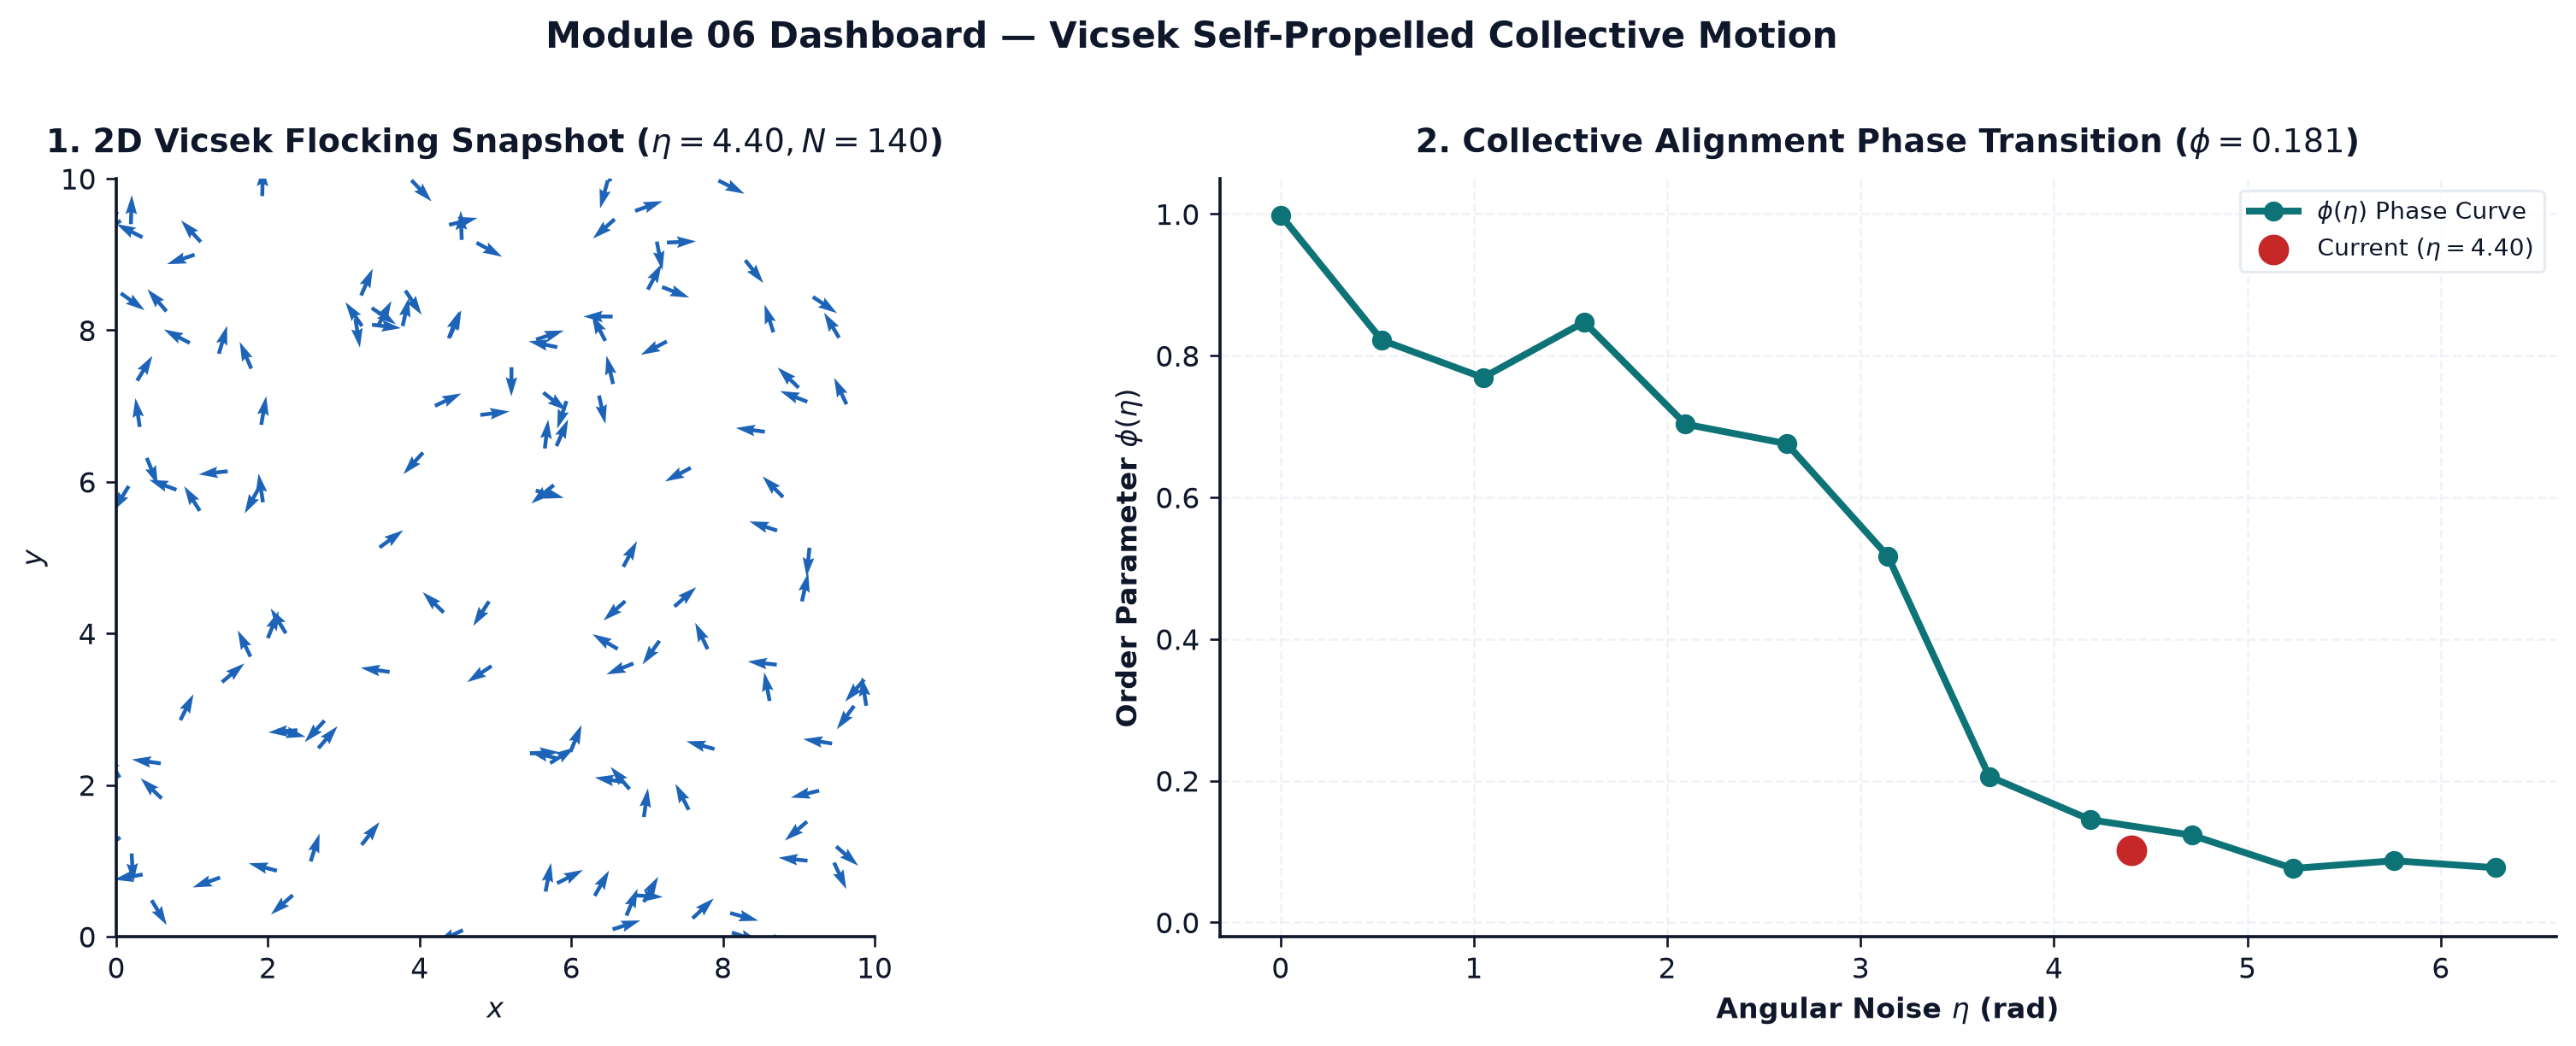 Module 06 Dashboard — Vicsek Self-Propelled Collective Motion
1. 2D Vicsek Flocking Snapshot (η = 4.40, N = 140)
10
8
6
4
2
0
y
0 2 4 6 8 10
x
2. Collective Alignment Phase Transition (ϕ = 0.181)
ϕ(η) Phase Curve
Current (η = 4.40)
1.0
0.8
0.6
0.4
0.2
0.0
Order Parameter ϕ(η)
0 1 2 3 4 5 6
Angular Noise η (rad)